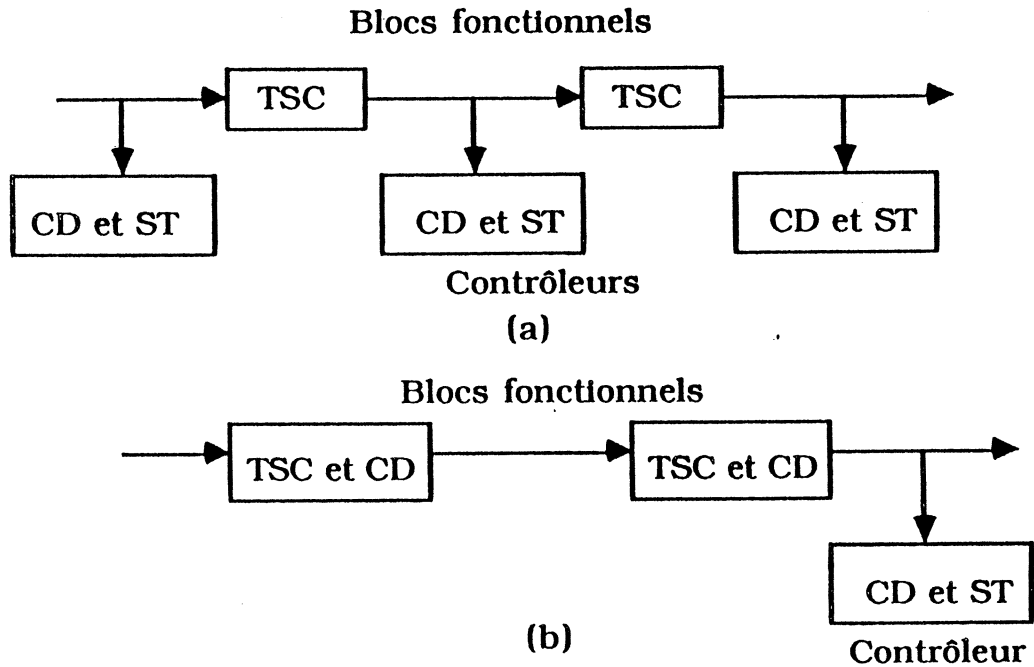 Blocs fonctionnels
TSC
TSC
CD et ST
CD et ST
CD et ST
Contrôleurs
(a)
Blocs fonctionnels
TSC et CD
TSC et CD
CD et ST
(b)
Contrôleur